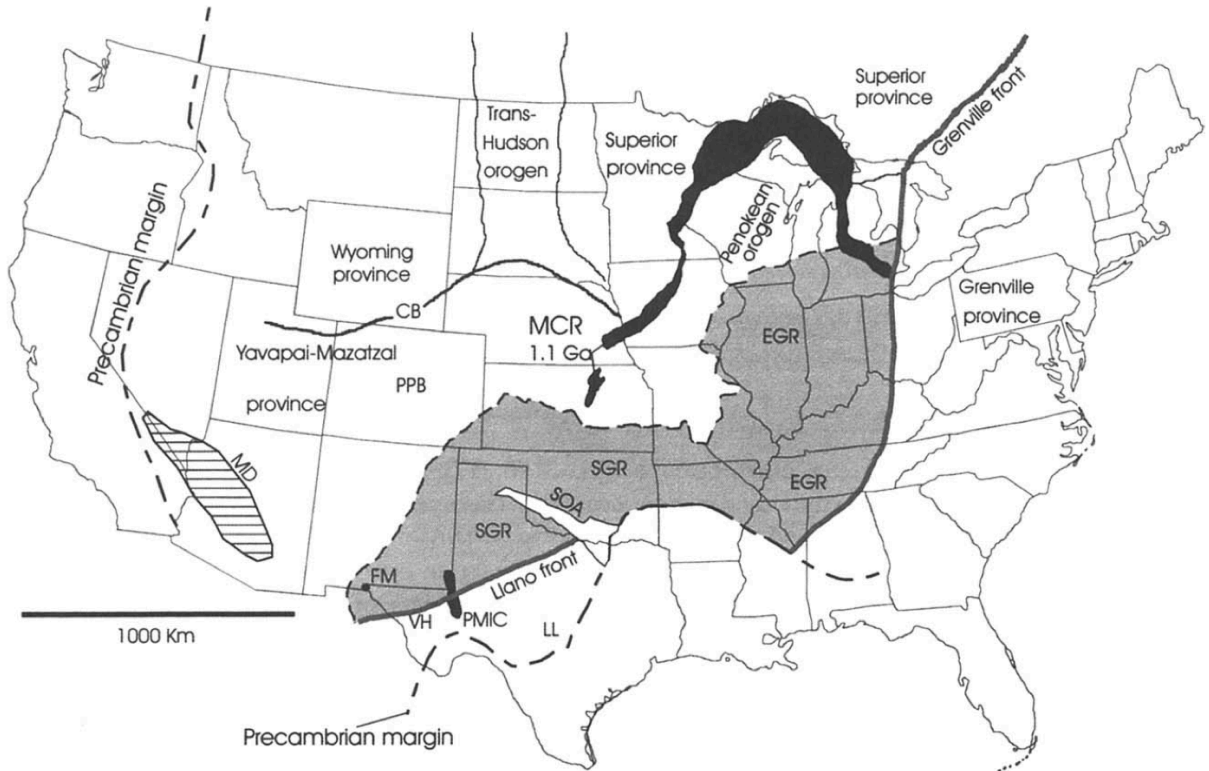 Superior
province
Grenville front
Trans-
Hudson
orogen
Superior
province
Precambrian margin
Penokean
orogen
Wyoming
province
Grenville
province
CB
MCR
1.1 Ga
EGR
Yavapai-Mazatzal
province
PPB
MD
SGR
EGR
SOA
SGR
FM
Llano front
1000 Km
VH
PMIC
LL
Precambrian margin